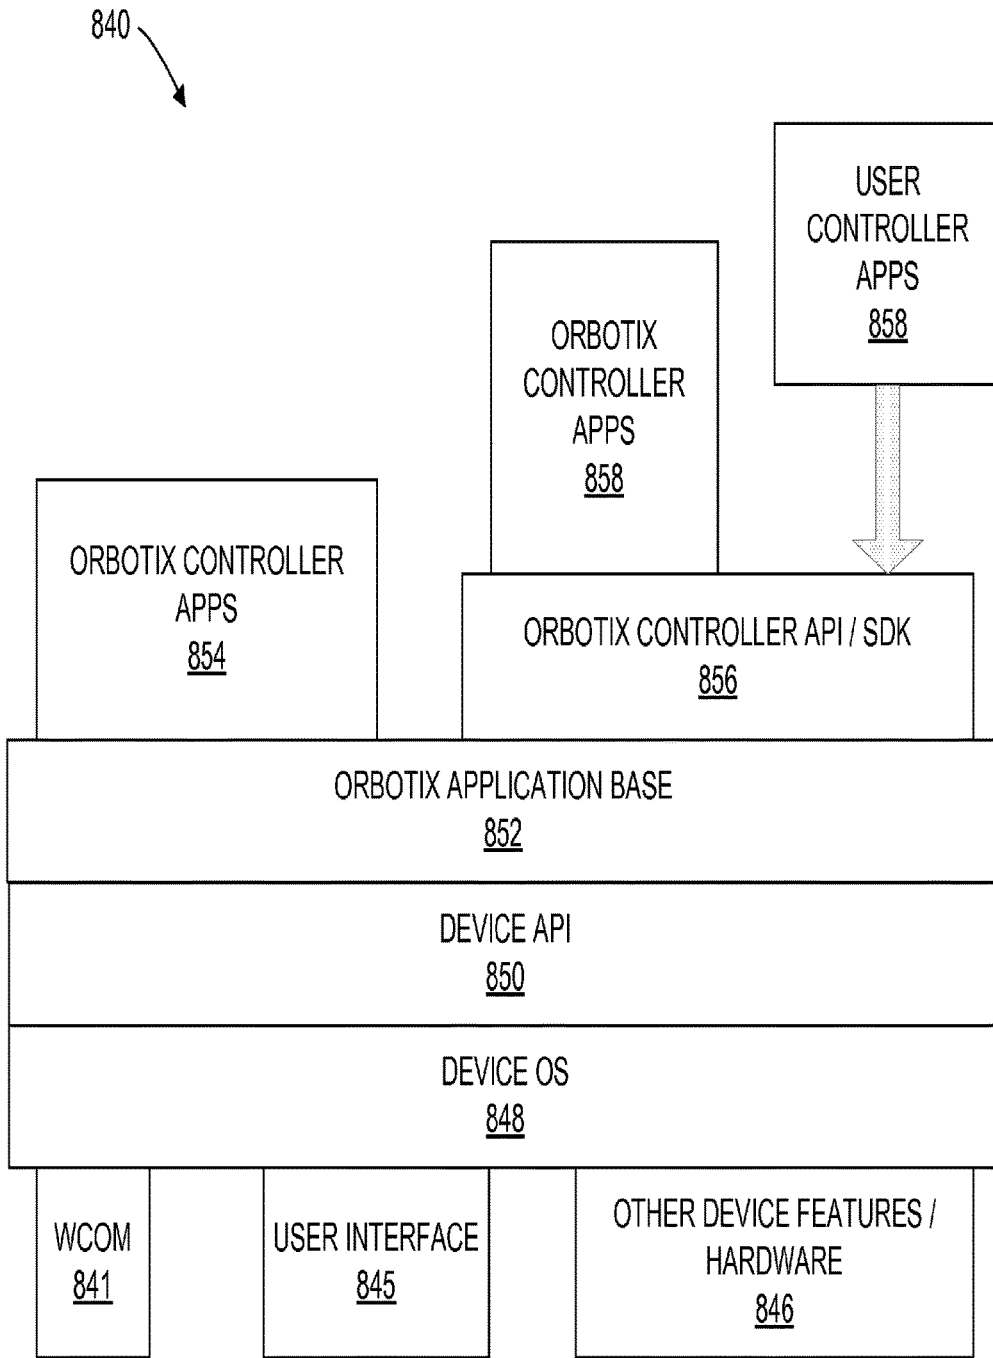 840
USER
CONTROLLER
APPS
858
ORBOTIX
CONTROLLER
APPS
858
ORBOTIX CONTROLLER
APPS
854
ORBOTIX CONTROLLER API / SDK
856
ORBOTIX APPLICATION BASE
852
DEVICE API
850
DEVICE OS
848
WCOM
841
USER INTERFACE
845
OTHER DEVICE FEATURES /
HARDWARE
846